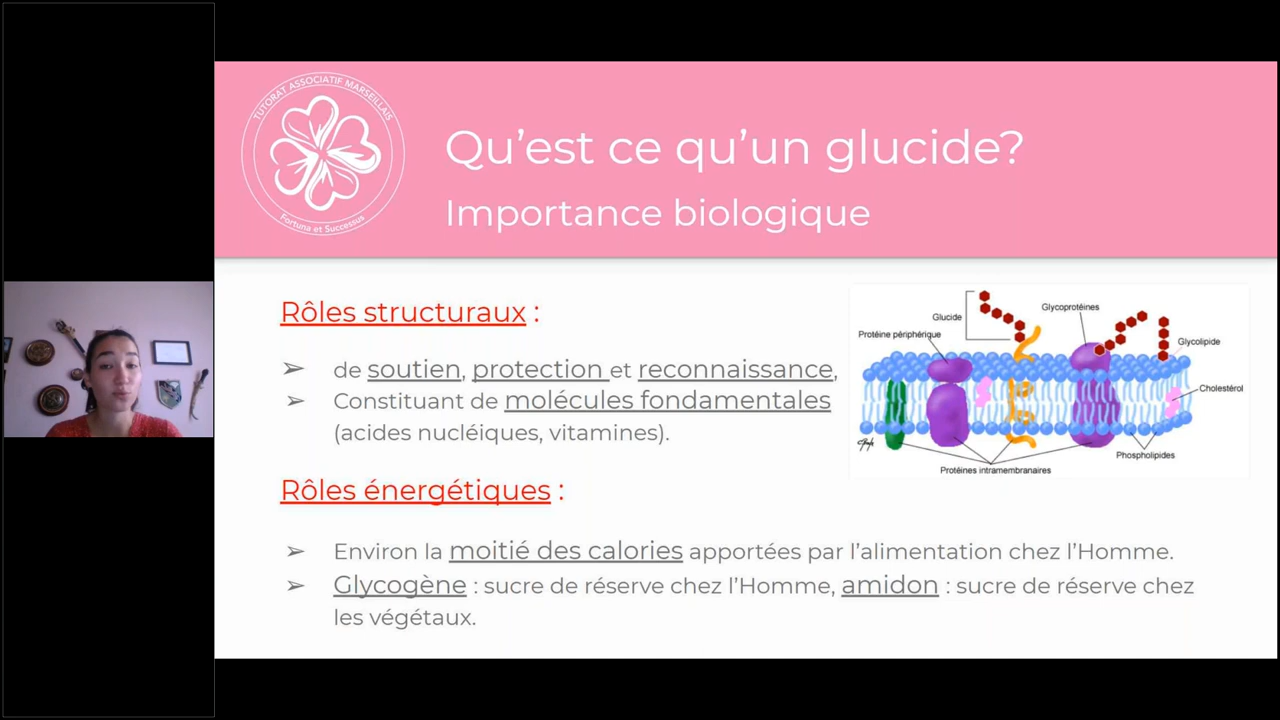 TUTORAT ASSOCIATIF MARSEILLAIS
Fortuna et Successus
Qu’est ce qu’un glucide?
Importance biologique
Rôles structuraux :
➢ de soutien, protection et reconnaissance,
➢ Constituant de molécules fondamentales
(acides nucléiques, vitamines).
Glucide
Glycoprotéines
Protéine périphérique
Glycolipide
Cholestérol
Phospholipides
Protéines intramembranaires
Rôles énergétiques :
➢ Environ la moitié des calories apportées par l’alimentation chez l’Homme.
➢ Glycogène : sucre de réserve chez l’Homme, amidon : sucre de réserve chez
les végétaux.